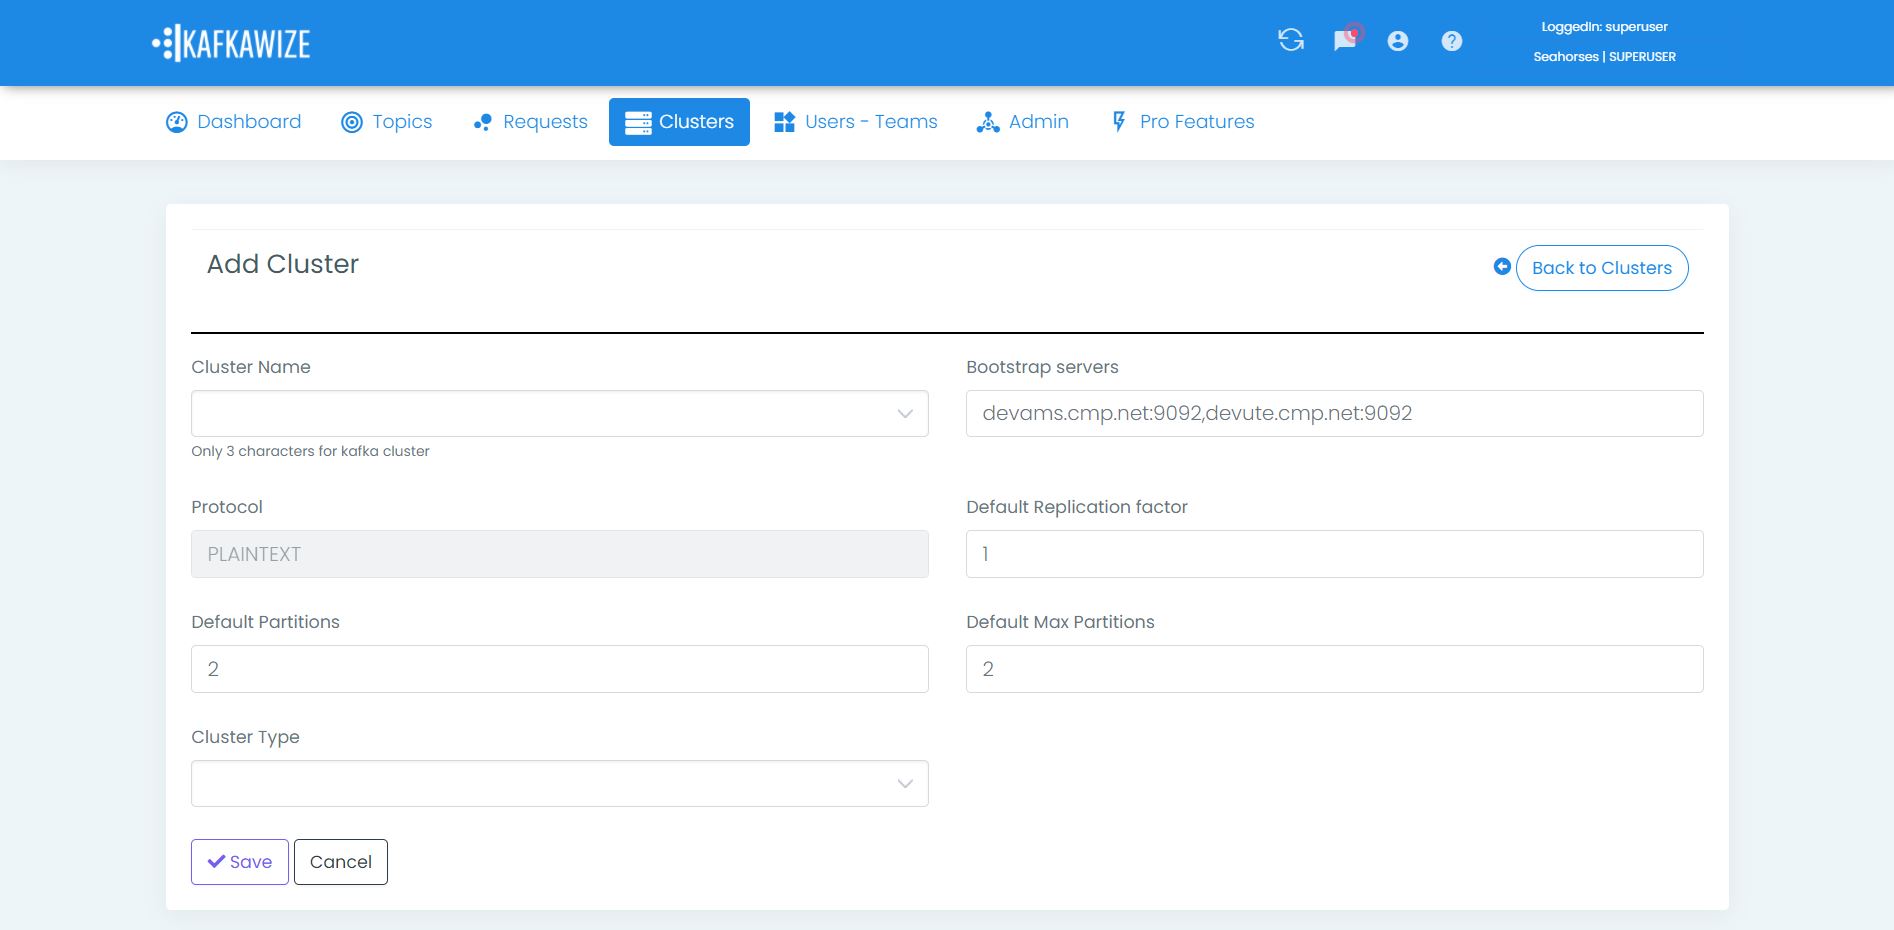 KAFKAWIZE
LoggedIn: superuser
Seahorses | SUPERUSER
Dashboard
Topics
Requests
Clusters
Users - Teams
Admin
Pro Features
Add Cluster
Back to Clusters
Cluster Name
Bootstrap servers
devams.cmp.net:9092,devute.cmp.net:9092
Only 3 characters for kafka cluster
Protocol
Default Replication factor
PLAINTEXT
1
Default Partitions
Default Max Partitions
2
2
Cluster Type
Save
Cancel